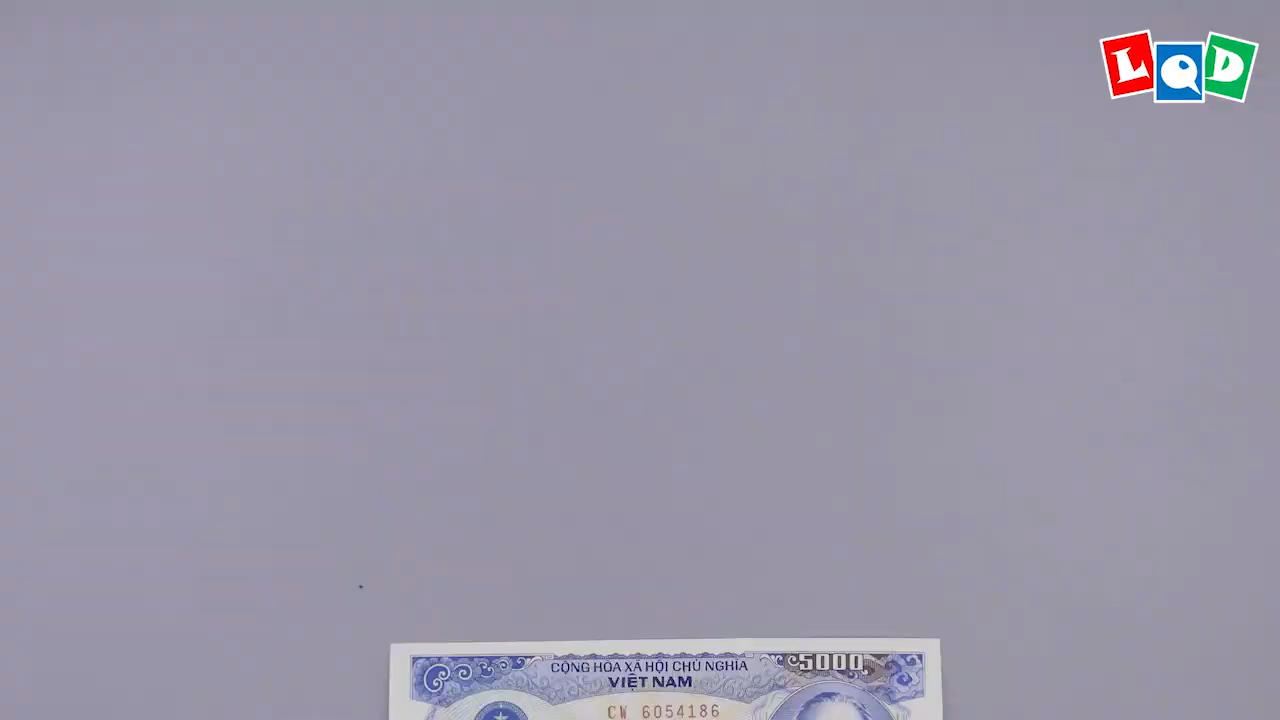 LQD
CỘNG HÒA XÃ HỘI CHỦ NGHĨA
5000
VIỆT NAM
CW 6054186